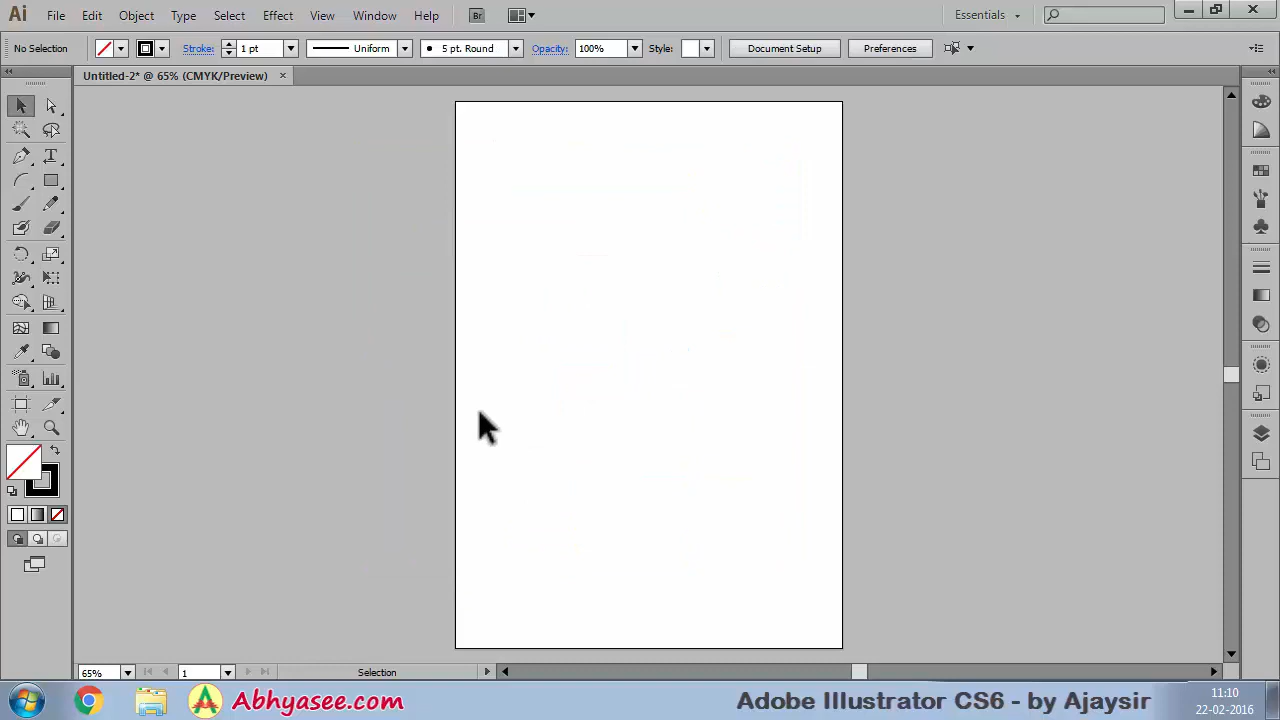 Ai File Edit Object Type Select Effect View Window Help Br Essentials
No Selection Stroke: 1 pt Uniform 5 pt. Round Opacity: 100% Style: Document Setup Preferences
Untitled-2* @ 65% (CMYK/Preview)
65% 1 Selection
Abhyasee.com Adobe Illustrator CS6 - by Ajaysir 11:10
22-02-2016